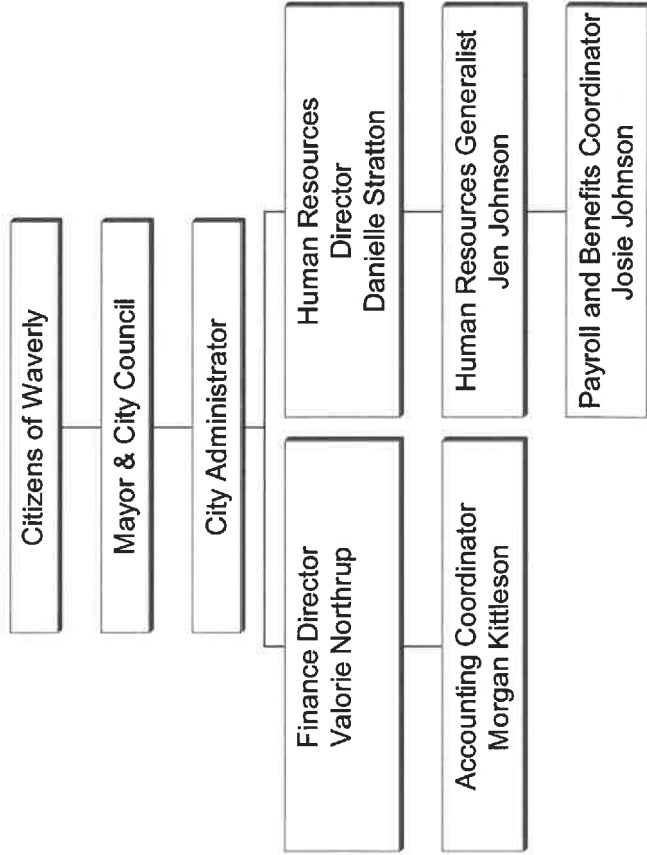 Citizens of Waverly
Mayor & City Council
City Administrator
Finance Director
Valorie Northrup
Accounting Coordinator
Morgan Kittleson
Human Resources
Director
Danielle Stratton
Human Resources Generalist
Jen Johnson
Payroll and Benefits Coordinator
Josie Johnson